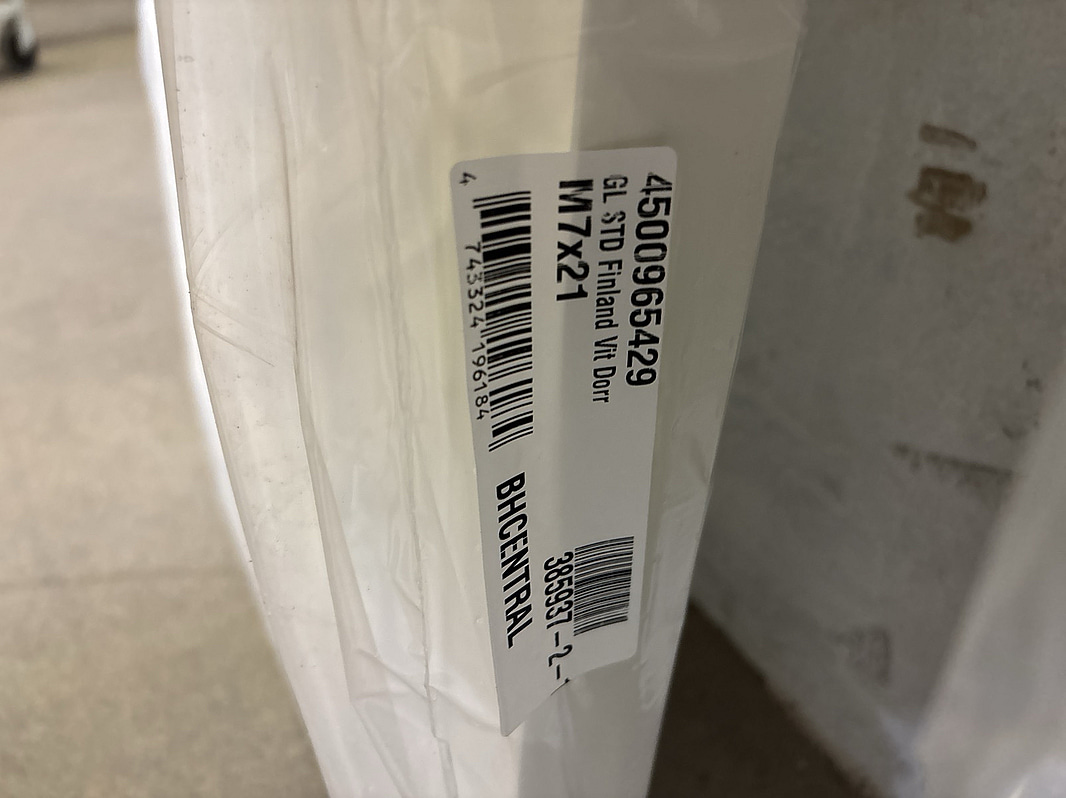 4500965429
GL STD Finland Vit Dorr
M7x21
4 743324 196184
385937-2-
BHCENTRAL